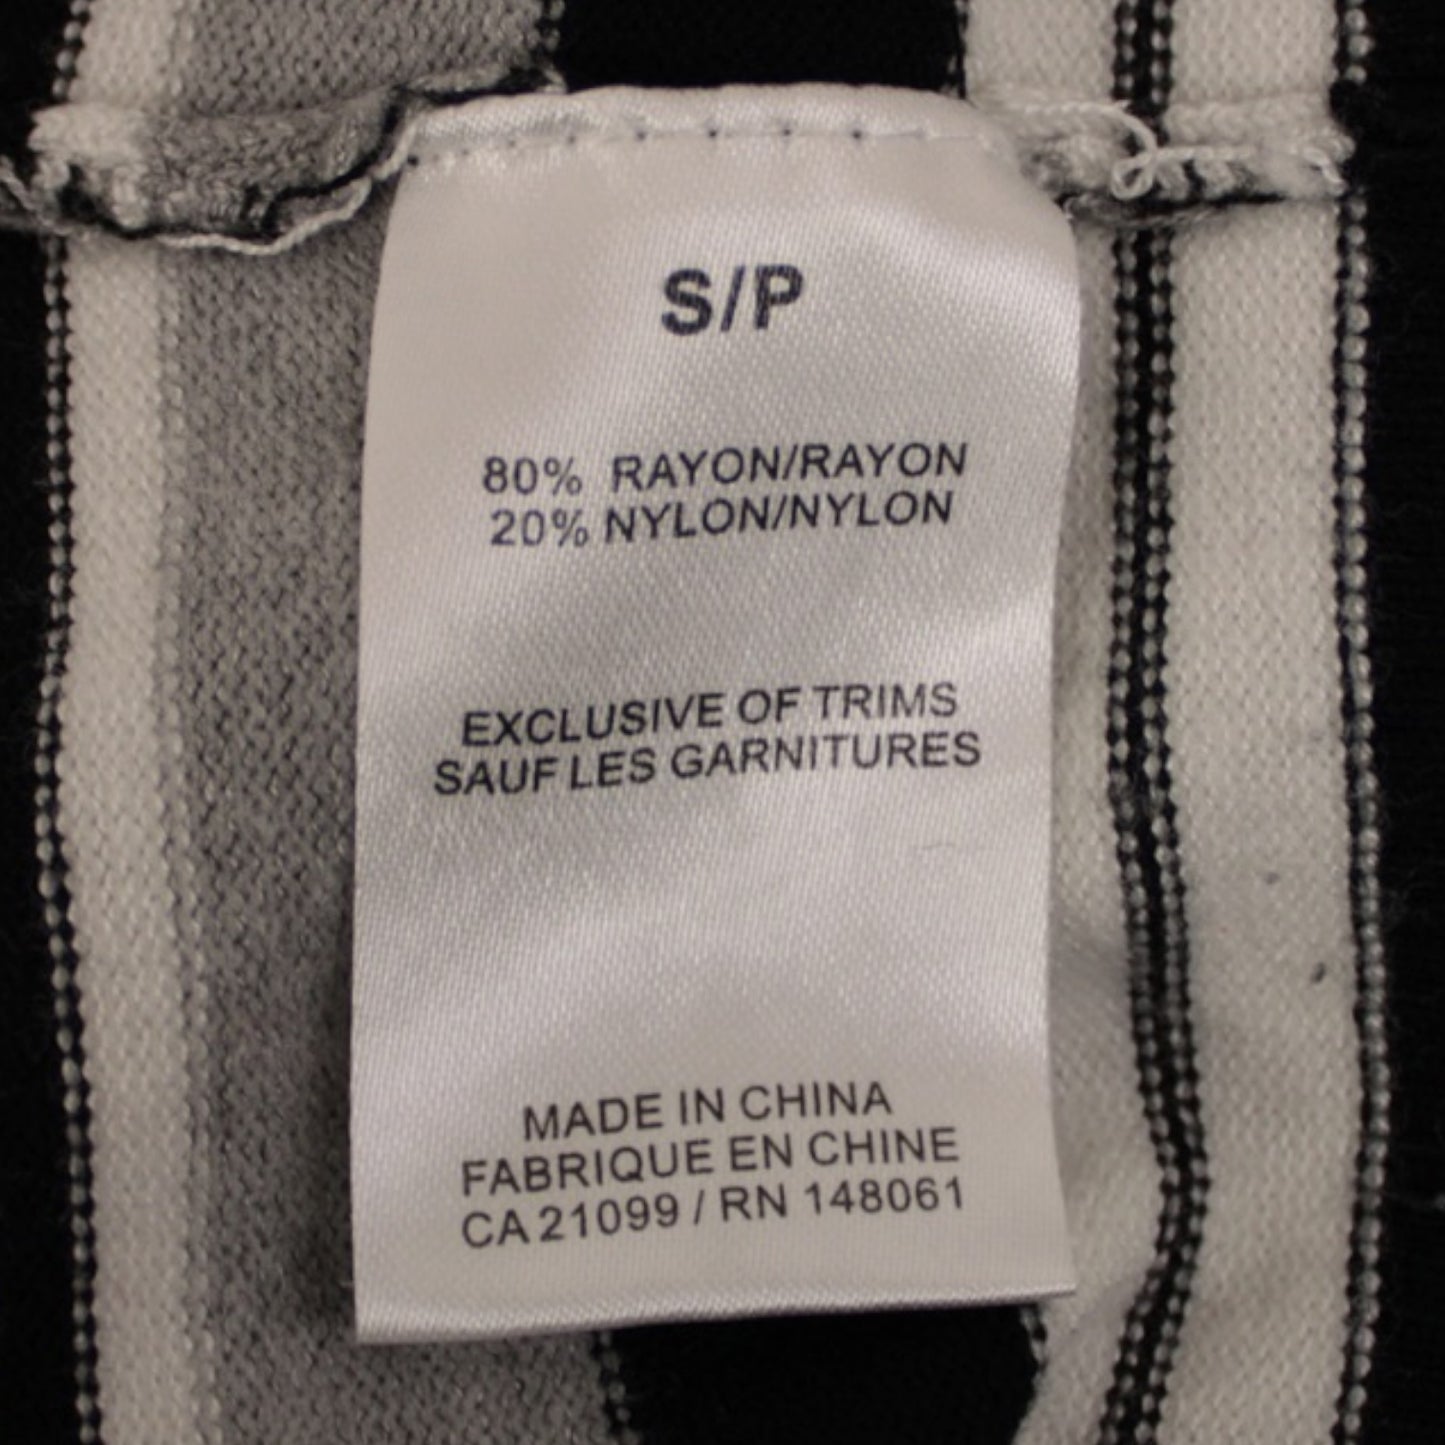 S/P
80% RAYON/RAYON
20% NYLON/NYLON
EXCLUSIVE OF TRIMS
SAUF LES GARNITURES
MADE IN CHINA
FABRIQUE EN CHINE
CA 21099 / RN 148061